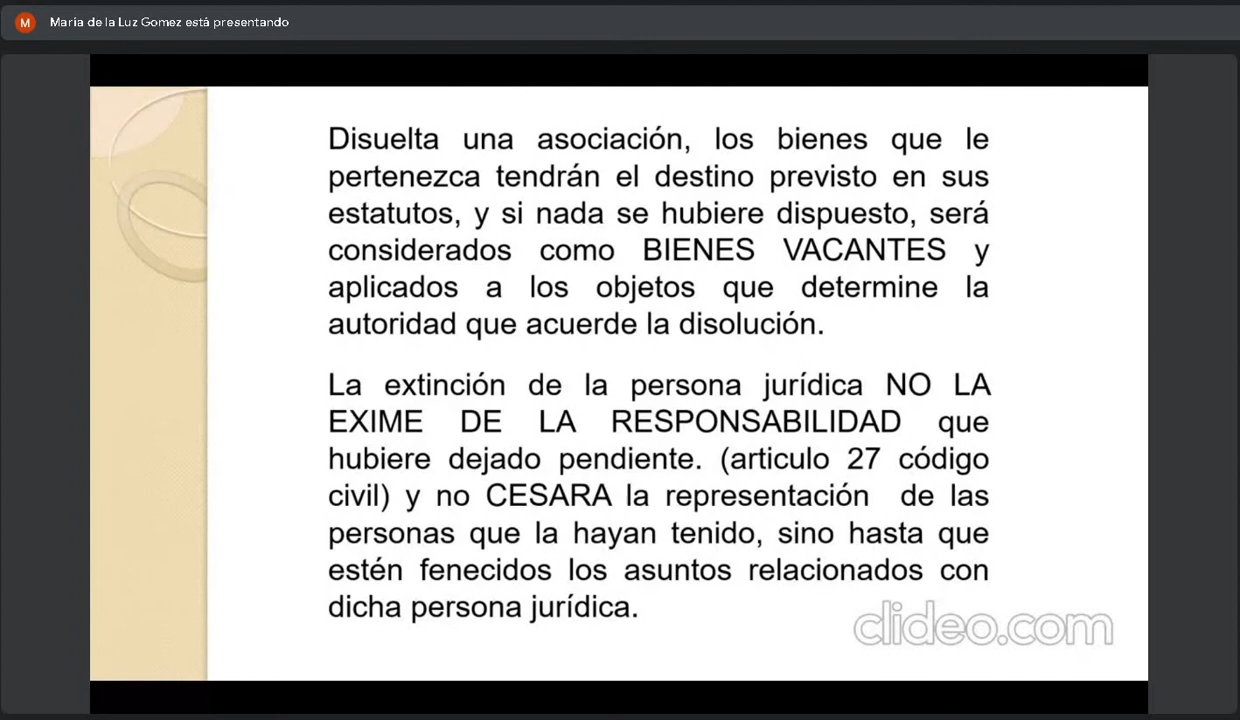 M
Maria de la Luz Gomez está presentando
Disuelta una asociación, los bienes que le
pertenezca tendrán el destino previsto en sus
estatutos, y si nada se hubiere dispuesto, será
considerados como BIENES VACANTES y
aplicados a los objetos que determine la
autoridad que acuerde la disolución.
La extinción de la persona jurídica NO LA
EXIME DE LA RESPONSABILIDAD que
hubiere dejado pendiente. (articulo 27 código
civil) y no CESARA la representación de las
personas que la hayan tenido, sino hasta que
estén fenecidos los asuntos relacionados con
dicha persona jurídica.
clideo.com